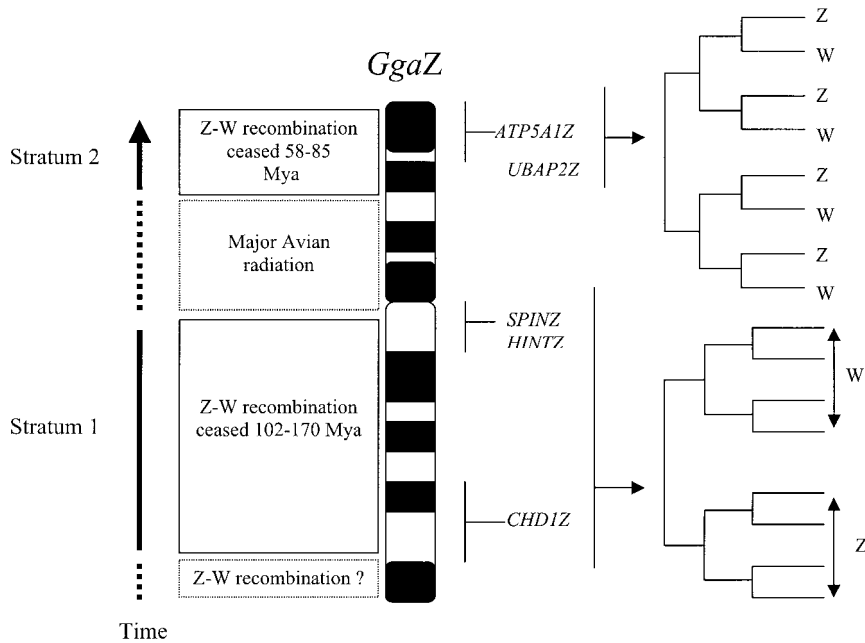 GgaZ
Stratum 2
Z-W recombination
ceased 58-85
Mya
Major Avian
radiation
Stratum 1
Z-W recombination
ceased 102-170 Mya
Z-W recombination ?
Time
ATP5A1Z
UBAP2Z
SPINZ
HINTZ
CHD1Z
Z
W
Z
W
Z
W
Z
W
W
Z